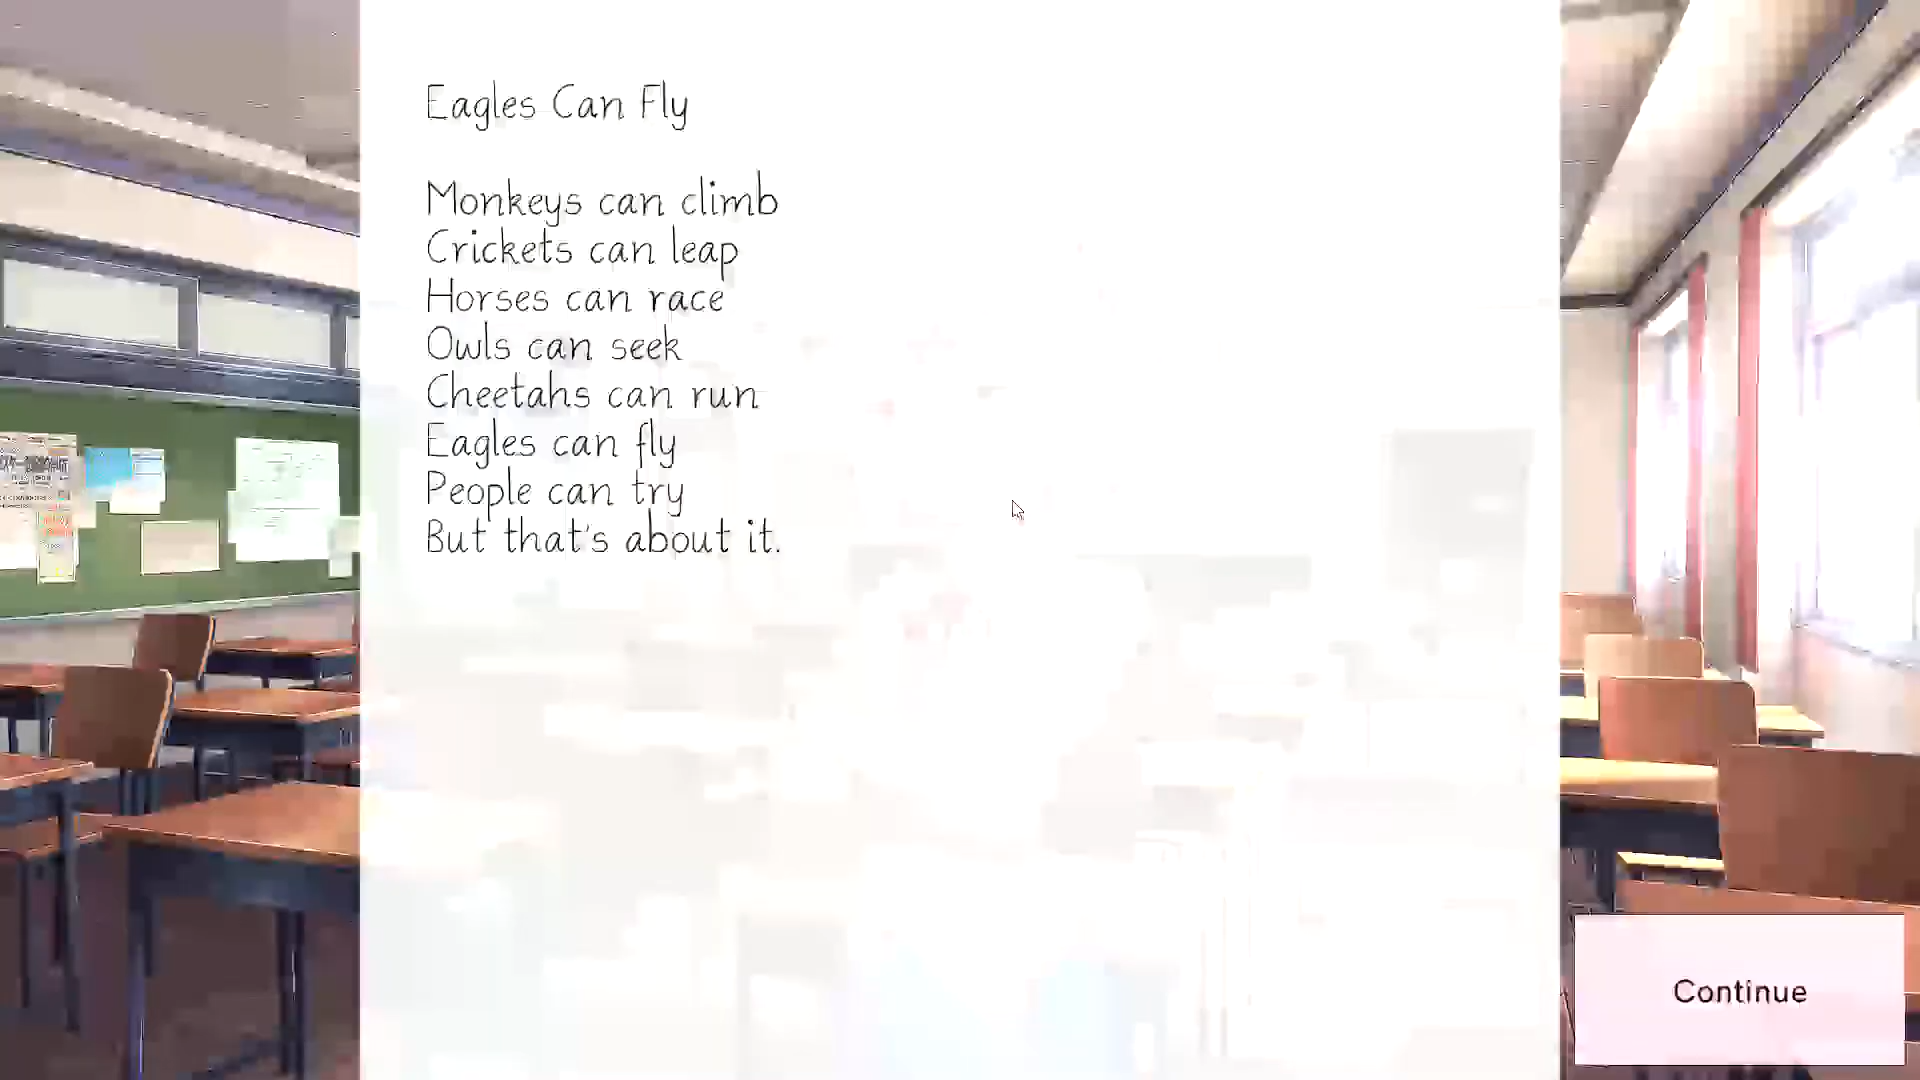 Eagles Can Fly
Monkeys can climb
Crickets can leap
Horses can race
Owls can seek
Cheetahs can run
Eagles can fly
People can try
But that's about it.
Continue